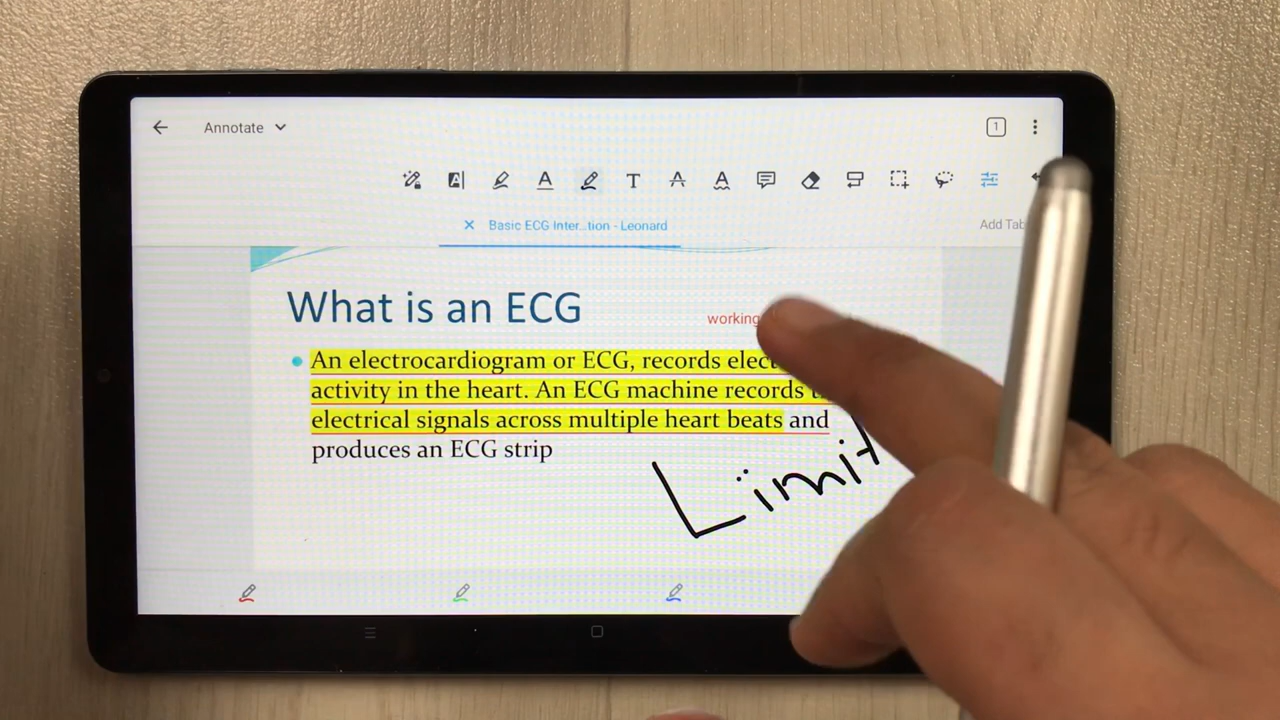 Annotate
1
Basic ECG Inter...tion - Leonard
Add Tab
What is an ECG
working
An electrocardiogram or ECG, records
activity in the heart. An ECG machine records
electrical signals across multiple heart beats and
produces an ECG strip
Limit